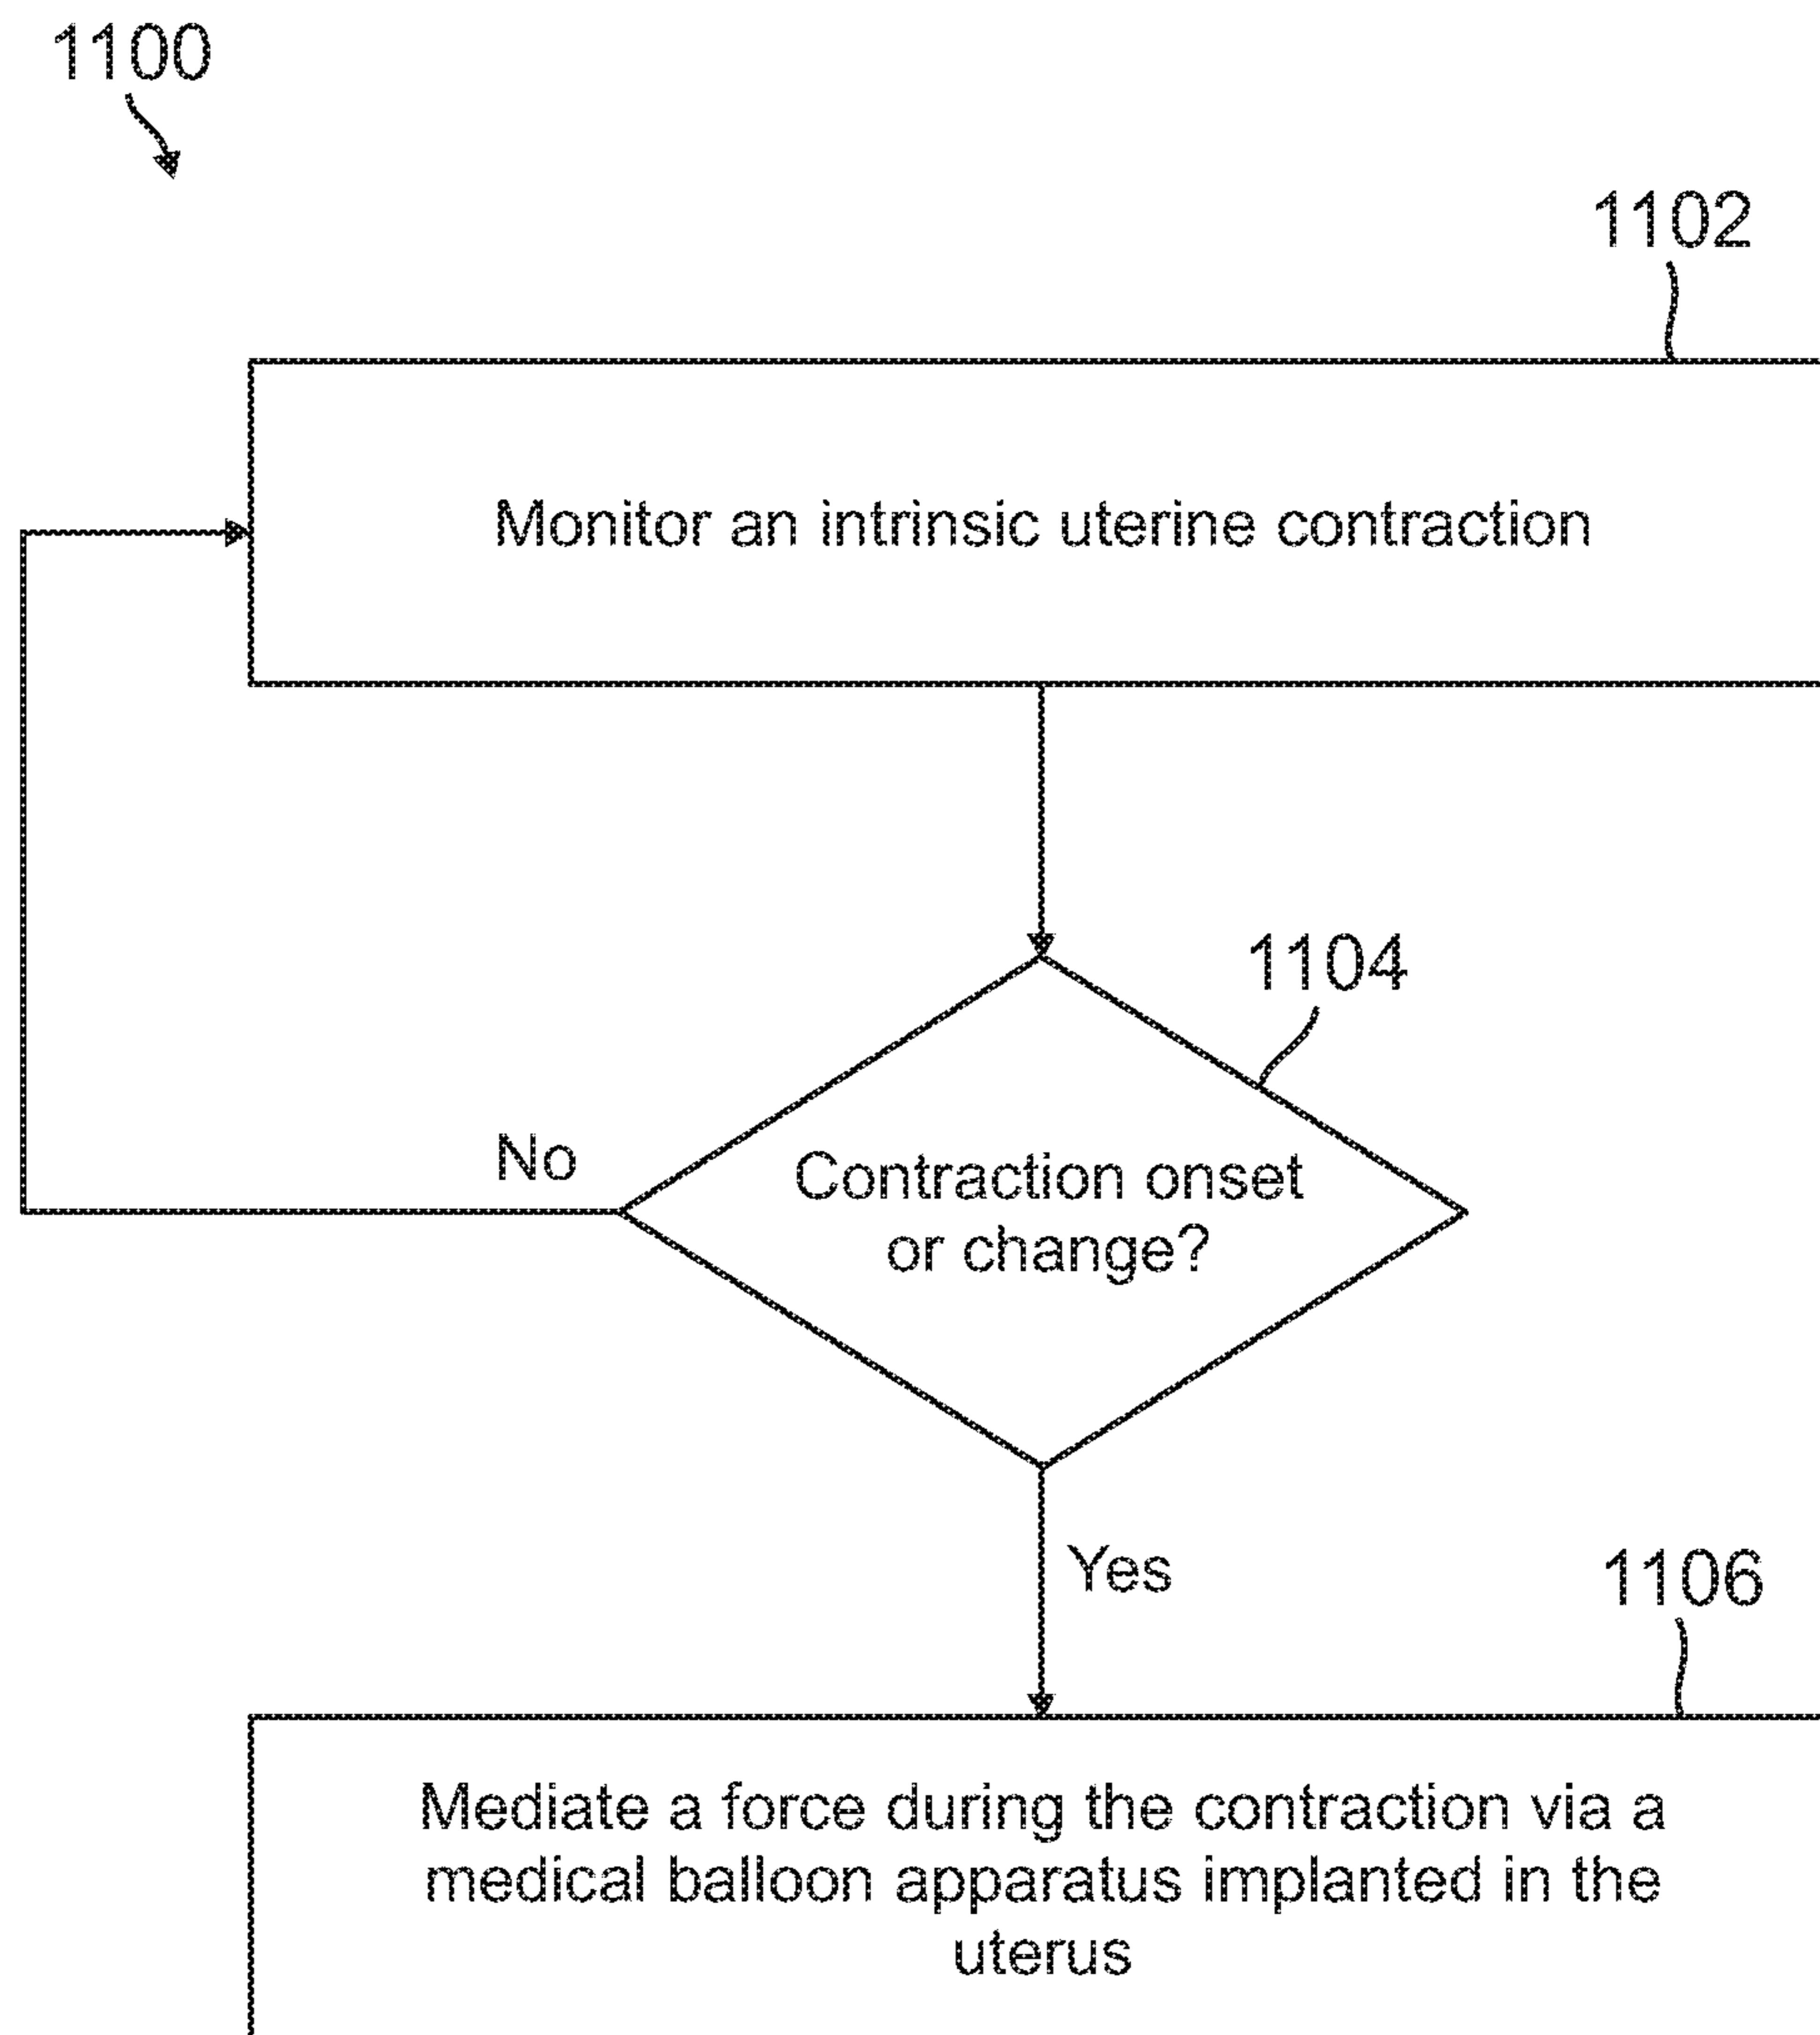 1100
1102
Monitor an intrinsic uterine contraction
1104
No
Contraction onset
or change?
Yes
1106
Mediate a force during the contraction via a
medical balloon apparatus implanted in the
uterus